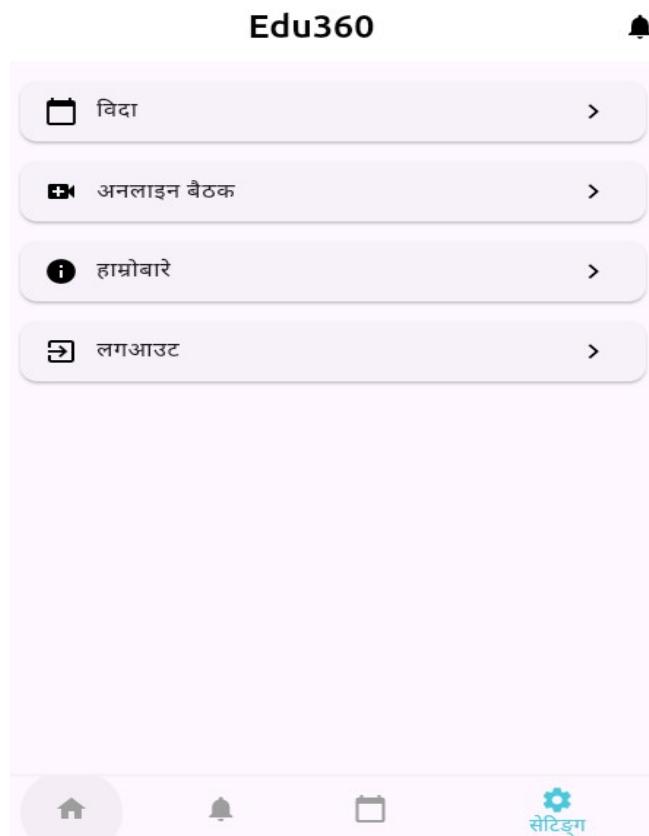 Edu360
विदा
अनलाइन बैठक
हाम्रोबारे
लगआउट
सेटिङ्ग